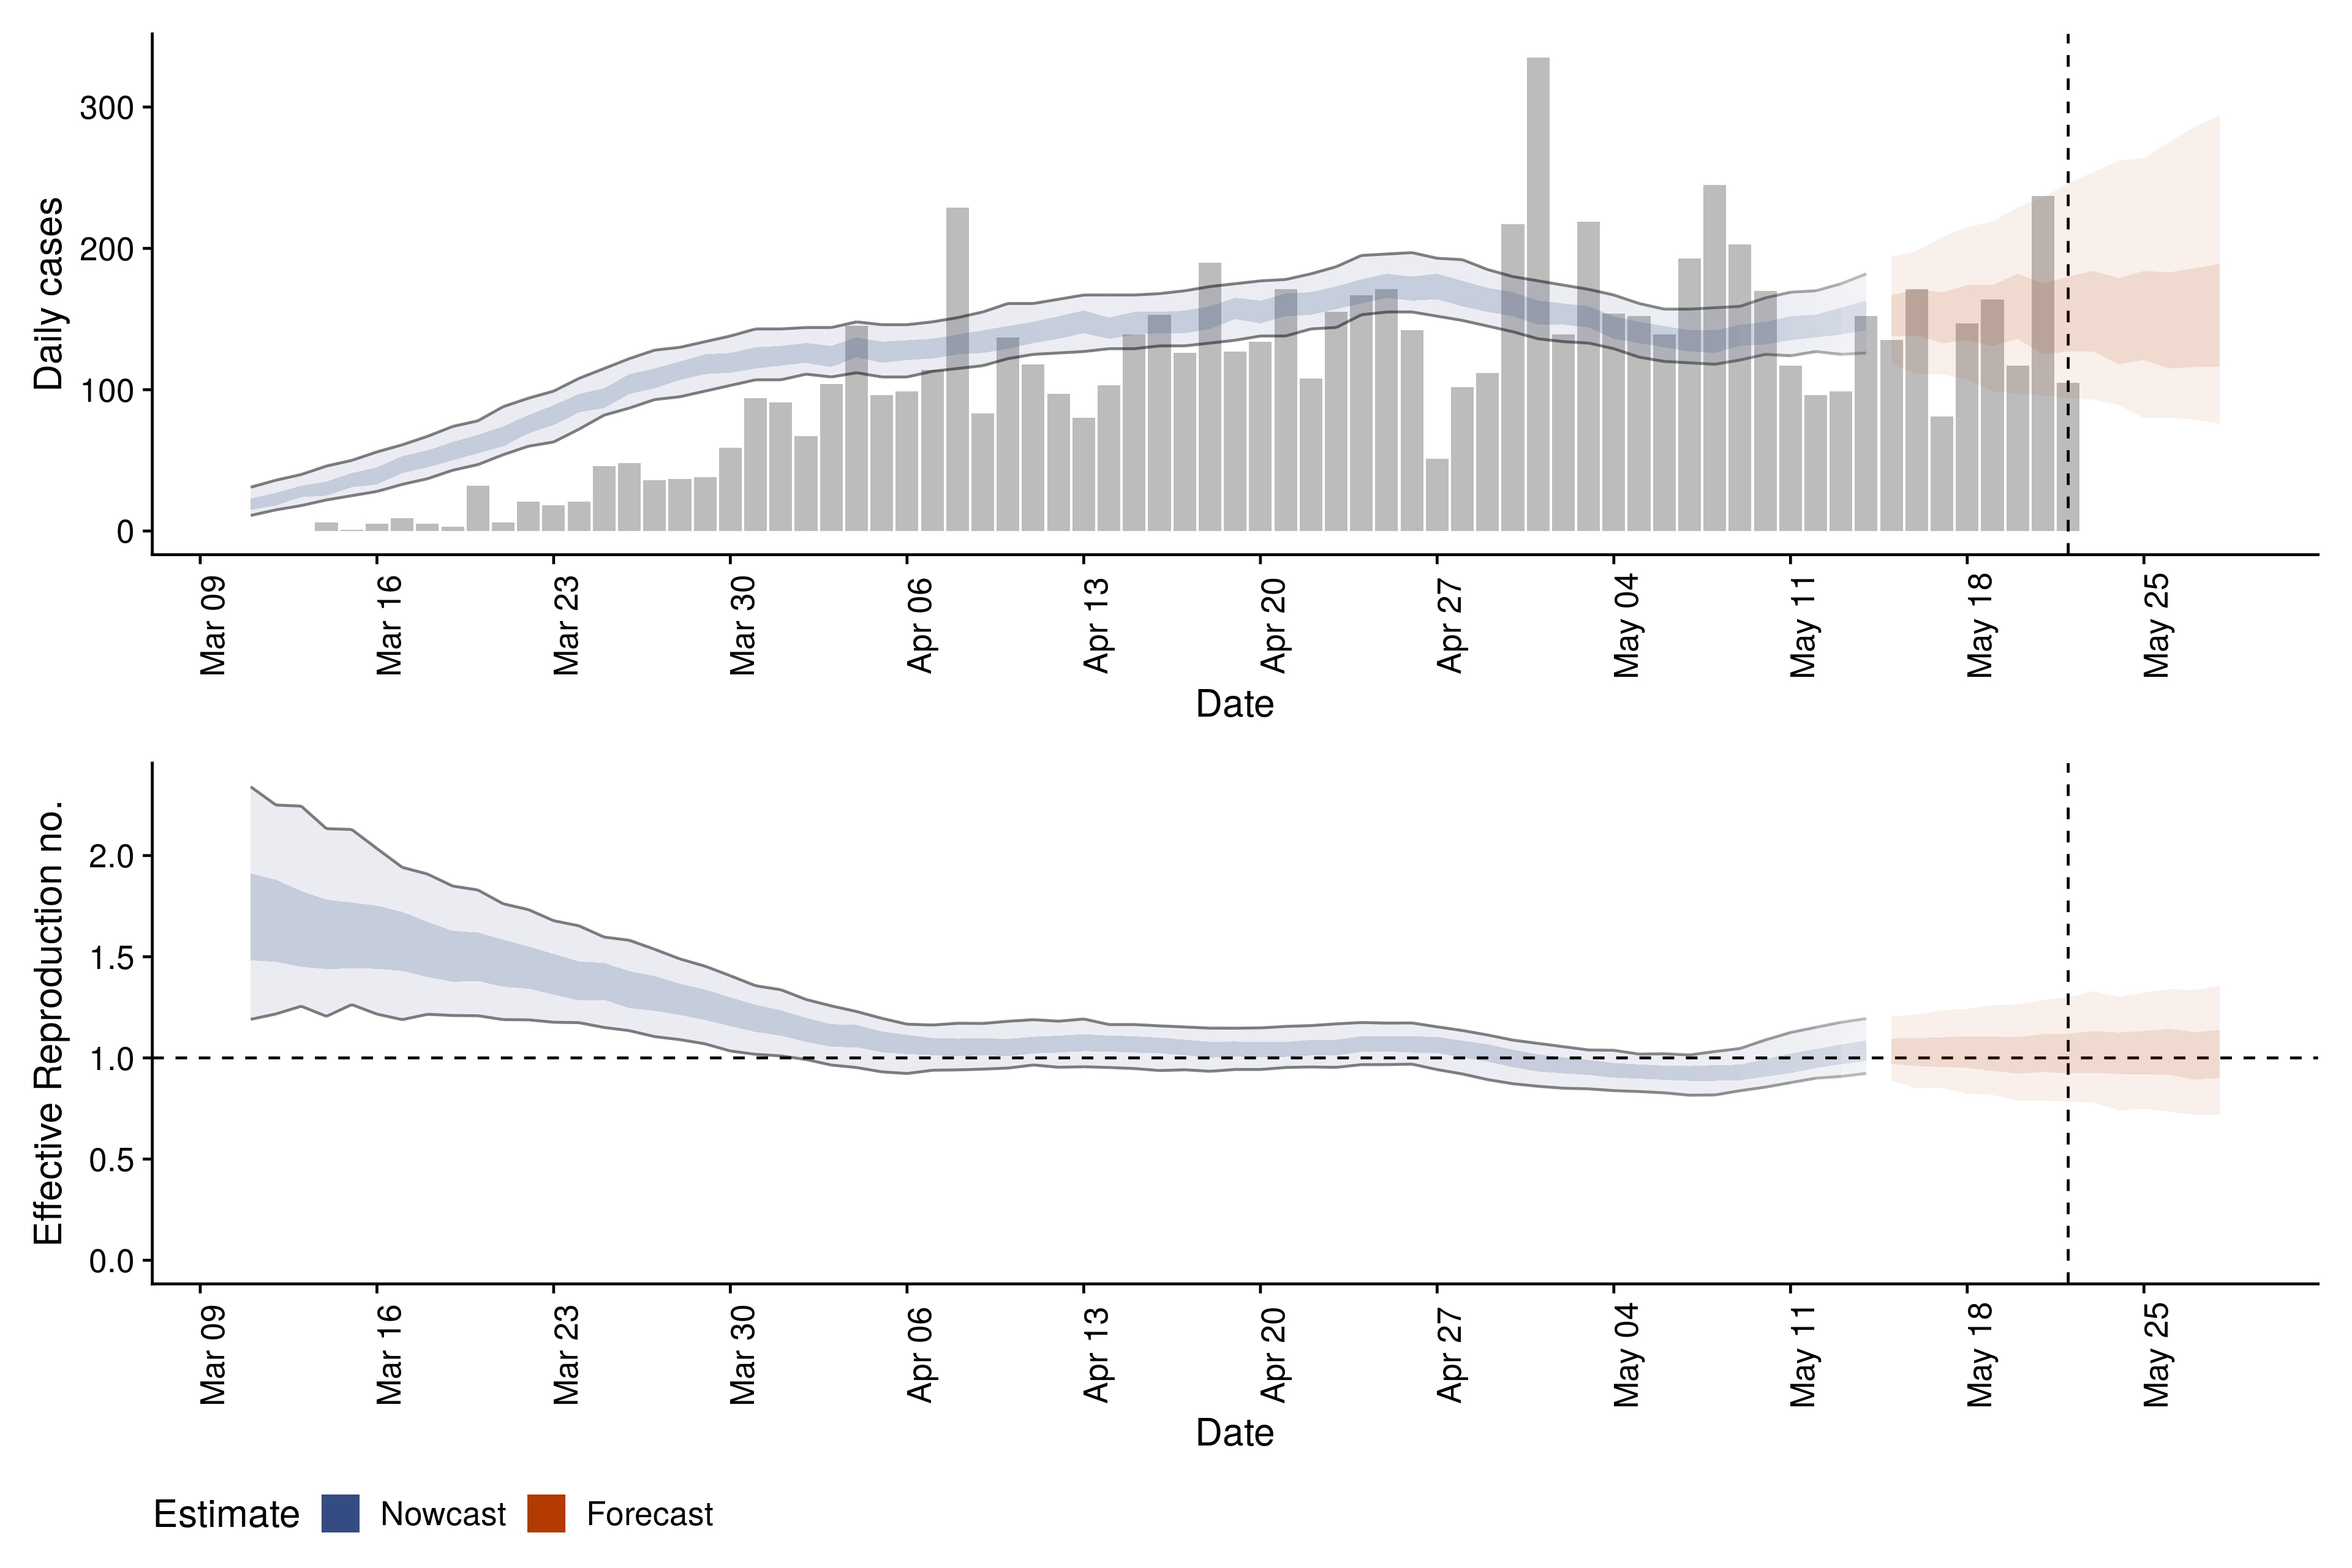 Daily cases
300
200
100
0
Mar 09
Mar 16
Mar 23
Mar 30
Apr 06
Apr 13
Apr 20
Apr 27
May 04
May 11
May 18
May 25
Date
Effective Reproduction no.
2.0
1.5
1.0
0.5
0.0
Mar 09
Mar 16
Mar 23
Mar 30
Apr 06
Apr 13
Apr 20
Apr 27
May 04
May 11
May 18
May 25
Date
Estimate Nowcast Forecast